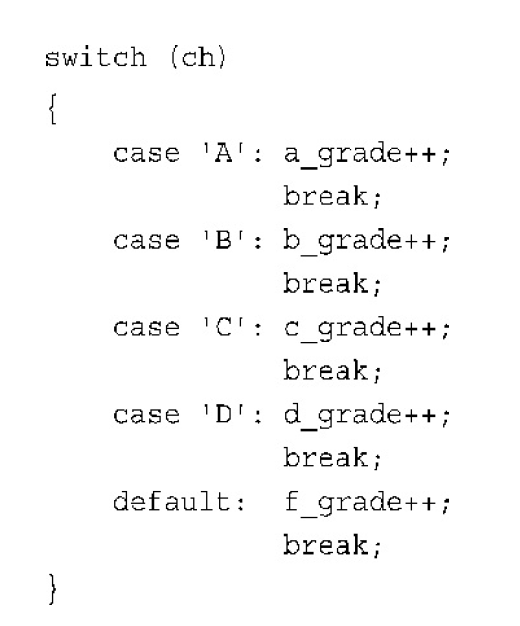 switch (ch)
{
    case 'A': a_grade++;
              break;
    case 'B': b_grade++;
              break;
    case 'C': c_grade++;
              break;
    case 'D': d_grade++;
              break;
    default:  f_grade++;
              break;
}